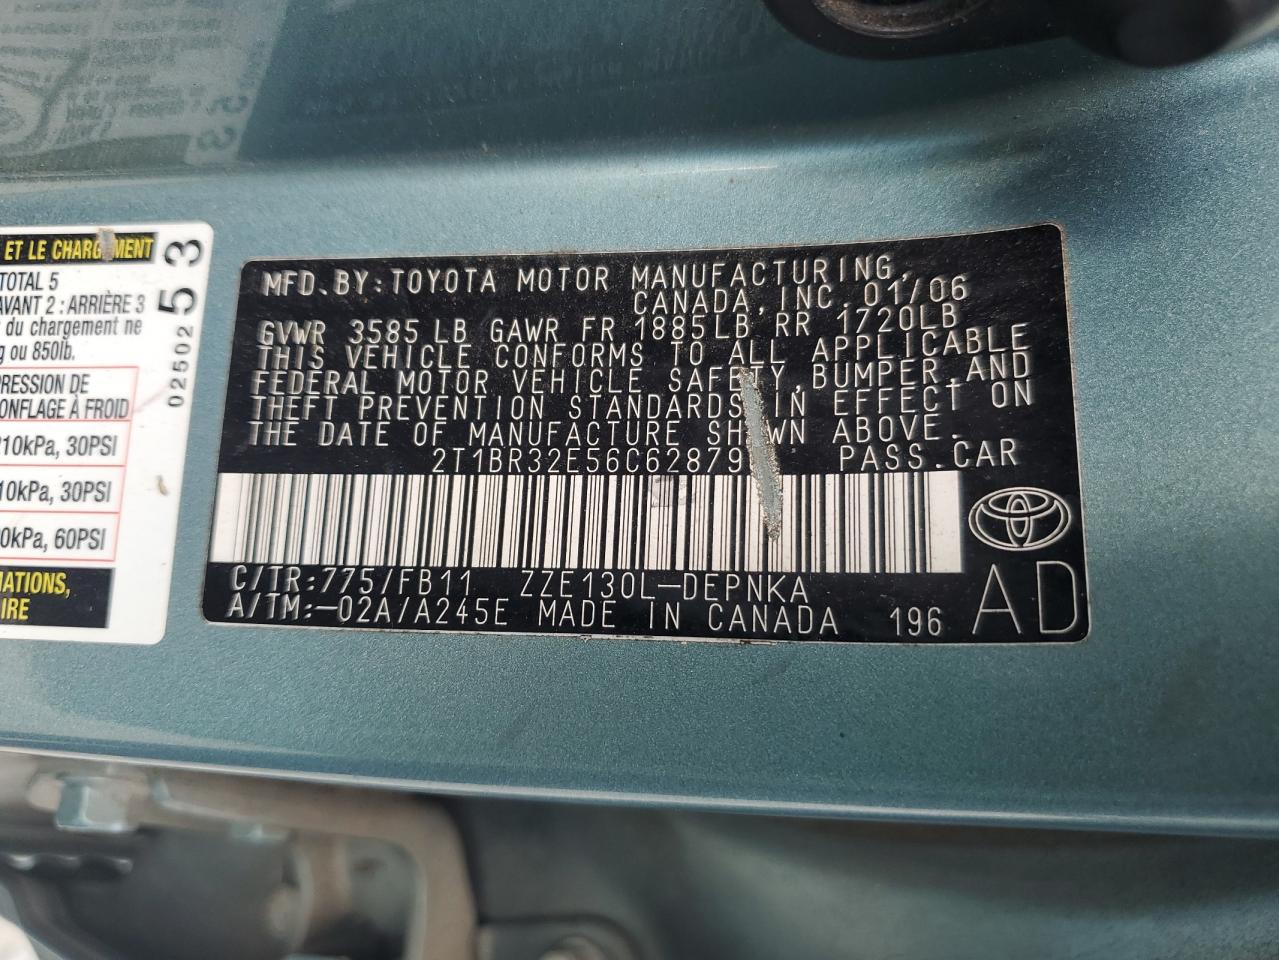 ET LE CHARGEMENT
TOTAL 5
AVANT 2 : ARRIÈRE 3
du chargement ne
ou 850lb.
PRESSION DE
GONFLAGE À FROID
210kPa, 30PSI
10kPa, 30PSI
0kPa, 60PSI
MATIONS,
IRE
02502 53
MFD. BY: TOYOTA MOTOR MANUFACTURING,
CANADA, INC. 01/06
GVWR 3585 LB GAWR FR 1885LB RR 1720LB
THIS VEHICLE CONFORMS TO ALL APPLICABLE
FEDERAL MOTOR VEHICLE SAFETY, BUMPER AND
THEFT PREVENTION STANDARDS IN EFFECT ON
THE DATE OF MANUFACTURE SHOWN ABOVE.
2T1BR32E56C62879 PASS.CAR
C/TR:775/FB11 ZZE130L-DEPNKA
A/TM:-02A/A245E MADE IN CANADA 196
AD